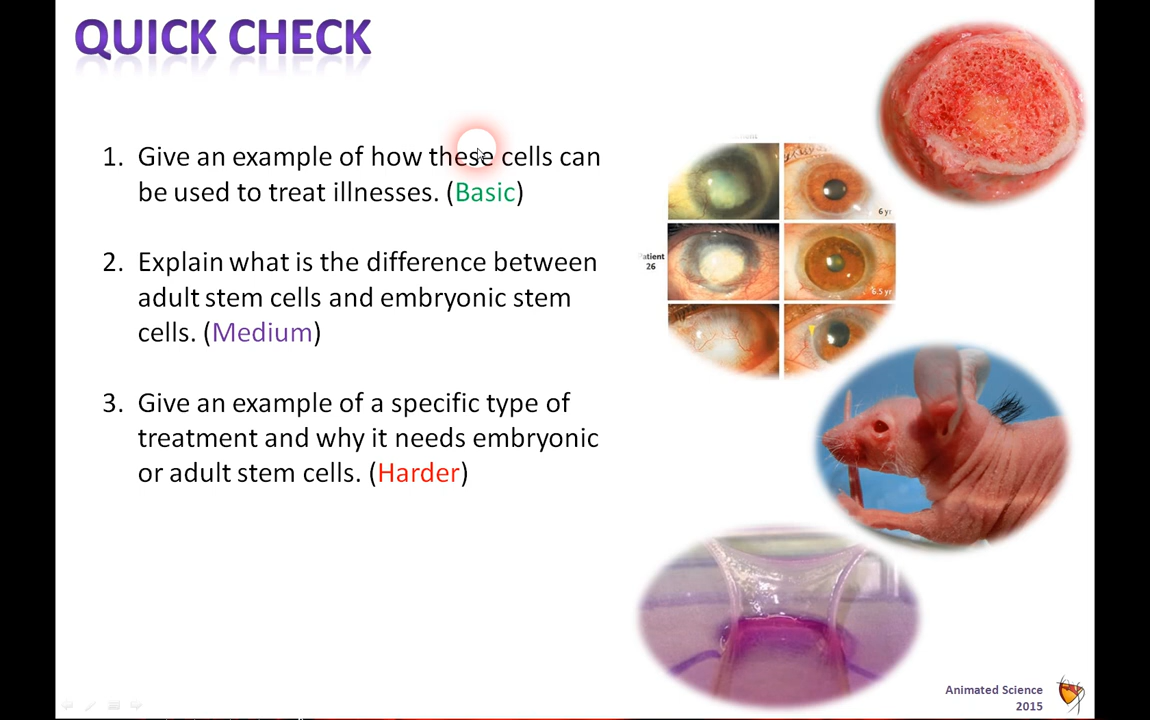 QUICK CHECK
1. Give an example of how these cells can
be used to treat illnesses. (Basic)
2. Explain what is the difference between
adult stem cells and embryonic stem
cells. (Medium)
3. Give an example of a specific type of
treatment and why it needs embryonic
or adult stem cells. (Harder)
6 yr
Patient
26
6.5 yr
Animated Science
2015